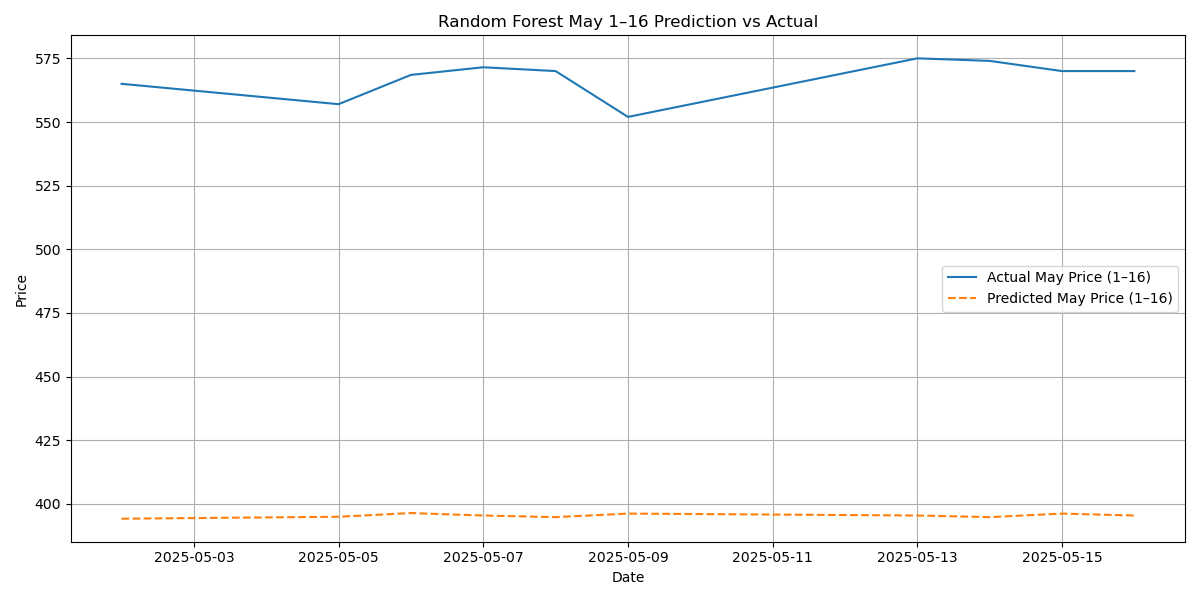 Random Forest May 1–16 Prediction vs Actual
Price
575
550
525
500
475
450
425
400
Actual May Price (1–16)
Predicted May Price (1–16)
2025-05-03 2025-05-05 2025-05-07 2025-05-09 2025-05-11 2025-05-13 2025-05-15
Date